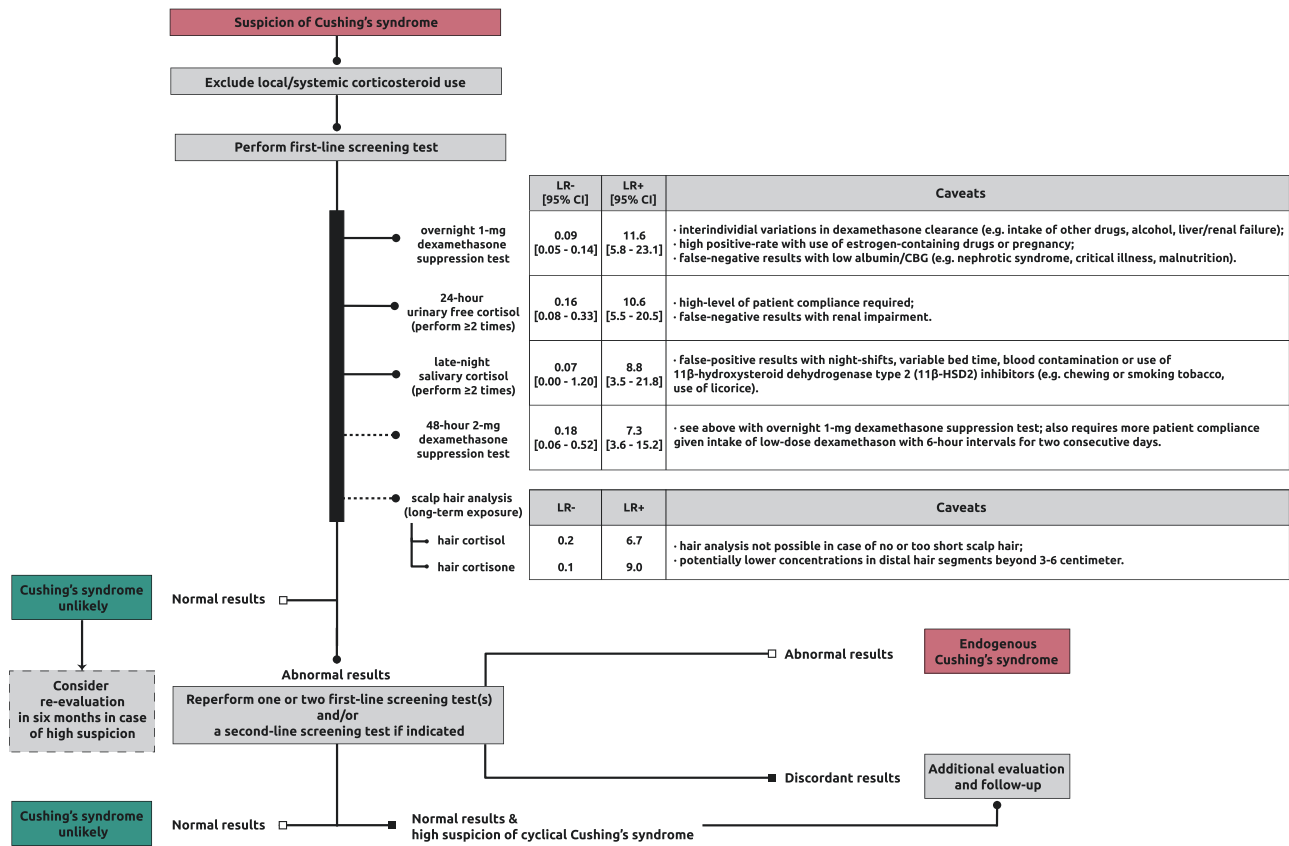 Suspicion of Cushing's syndrome
Exclude local/systemic corticosteroid use
Perform first-line screening test
LR-
[95% CI]
LR+
[95% CI]
Caveats
overnight 1-mg
dexamethasone
suppression test
0.09
[0.05 - 0.14]
11.6
[5.8 - 23.1]
· interindividial variations in dexamethasone clearance (e.g. intake of other drugs, alcohol, liver/renal failure);
· high positive-rate with use of estrogen-containing drugs or pregnancy;
· false-negative results with low albumin/CBG (e.g. nephrotic syndrome, critical illness, malnutrition).
24-hour
urinary free cortisol
(perform ≥2 times)
0.16
[0.08 - 0.33]
10.6
[5.5 - 20.5]
· high-level of patient compliance required;
· false-negative results with renal impairment.
late-night
salivary cortisol
(perform ≥2 times)
0.07
[0.00 - 1.20]
8.8
[3.5 - 21.8]
· false-positive results with night-shifts, variable bed time, blood contamination or use of
11β-hydroxysteroid dehydrogenase type 2 (11β-HSD2) inhibitors (e.g. chewing or smoking tobacco,
use of licorice).
48-hour 2-mg
dexamethasone
suppression test
0.18
[0.06 - 0.52]
7.3
[3.6 - 15.2]
· see above with overnight 1-mg dexamethasone suppression test; also requires more patient compliance
given intake of low-dose dexamethason with 6-hour intervals for two consecutive days.
scalp hair analysis
(long-term exposure)
LR-
LR+
Caveats
hair cortisol
0.2
6.7
hair cortisone
0.1
9.0
· hair analysis not possible in case of no or too short scalp hair;
· potentially lower concentrations in distal hair segments beyond 3-6 centimeter.
Cushing's syndrome
unlikely
Normal results
Consider
re-evaluation
in six months in case
of high suspicion
Abnormal results
Reperform one or two first-line screening test(s)
and/or
a second-line screening test if indicated
Abnormal results
Endogenous
Cushing's syndrome
Discordant results
Additional evaluation
and follow-up
Cushing's syndrome
unlikely
Normal results
Normal results &
high suspicion of cyclical Cushing's syndrome